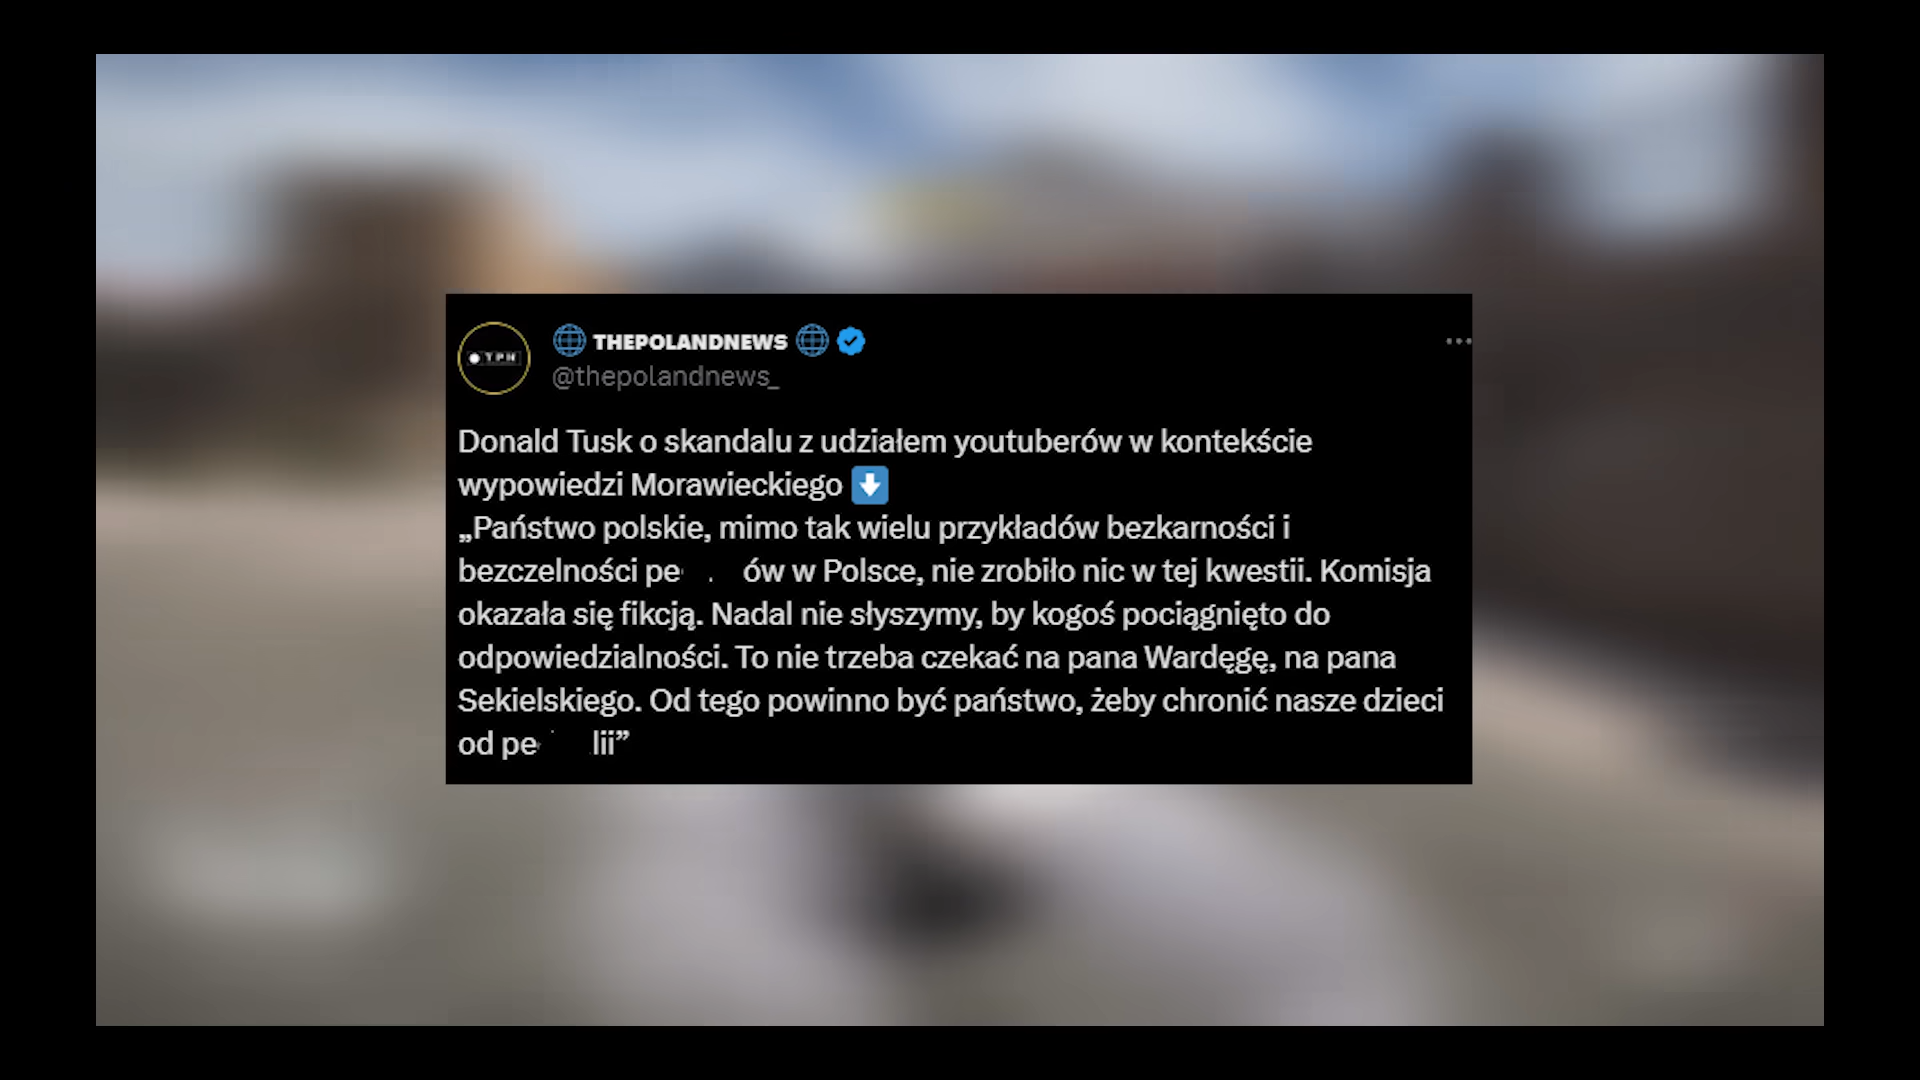 TPN
THEPOLANDNEWS
@thepolandnews_
Donald Tusk o skandalu z udziałem youtuberów w kontekście
wypowiedzi Morawieckiego
„Państwo polskie, mimo tak wielu przykładów bezkarności i
bezczelności pe ów w Polsce, nie zrobiło nic w tej kwestii. Komisja
okazała się fikcją. Nadal nie słyszymy, by kogoś pociągnięto do
odpowiedzialności. To nie trzeba czekać na pana Wardęgę, na pana
Sekielskiego. Od tego powinno być państwo, żeby chronić nasze dzieci
od pe lii”